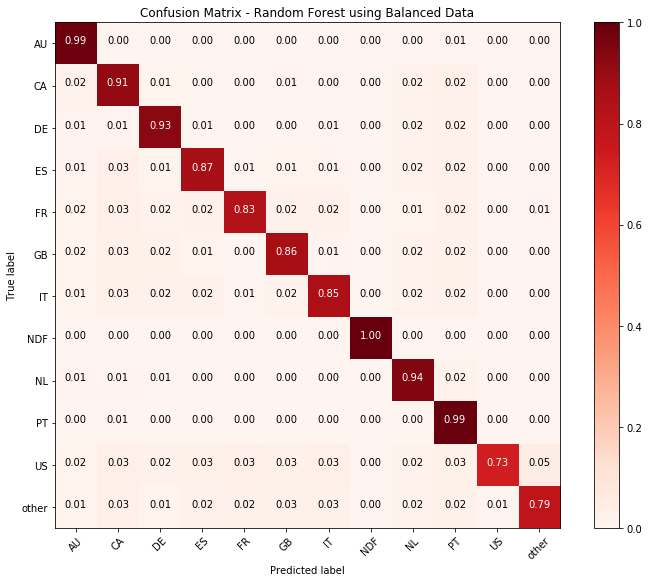 Confusion Matrix - Random Forest using Balanced Data
True label
AU 0.99 0.00 0.00 0.00 0.00 0.00 0.00 0.00 0.00 0.01 0.00 0.00
CA 0.02 0.91 0.01 0.00 0.00 0.01 0.00 0.00 0.02 0.02 0.00 0.00
DE 0.01 0.01 0.93 0.01 0.00 0.00 0.01 0.00 0.02 0.02 0.00 0.00
ES 0.01 0.03 0.01 0.87 0.01 0.01 0.01 0.00 0.02 0.02 0.00 0.00
FR 0.02 0.03 0.02 0.02 0.83 0.02 0.02 0.00 0.01 0.02 0.00 0.01
GB 0.02 0.03 0.02 0.01 0.00 0.86 0.01 0.00 0.02 0.02 0.00 0.00
IT 0.01 0.03 0.02 0.02 0.01 0.02 0.85 0.00 0.02 0.02 0.00 0.00
NDF 0.00 0.00 0.00 0.00 0.00 0.00 0.00 1.00 0.00 0.00 0.00 0.00
NL 0.01 0.01 0.01 0.00 0.00 0.00 0.00 0.00 0.94 0.02 0.00 0.00
PT 0.00 0.01 0.00 0.00 0.00 0.00 0.00 0.00 0.00 0.99 0.00 0.00
US 0.02 0.03 0.02 0.03 0.03 0.03 0.03 0.00 0.02 0.03 0.73 0.05
other 0.01 0.03 0.01 0.02 0.02 0.03 0.03 0.00 0.02 0.02 0.01 0.79
AU CA DE ES FR GB IT NDF NL PT US other
Predicted label
1.0
0.8
0.6
0.4
0.2
0.0